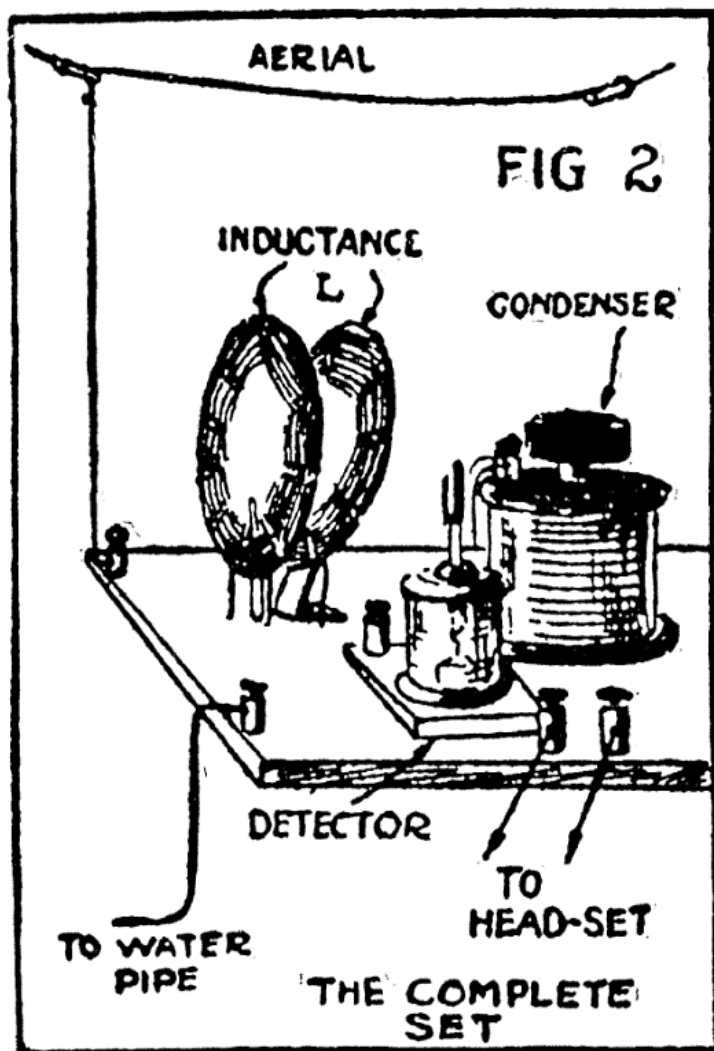 AERIAL
FIG 2
INDUCTANCE
L
CONDENSER
DETECTOR
TO
HEAD-SET
TO WATER
PIPE
THE COMPLETE
SET